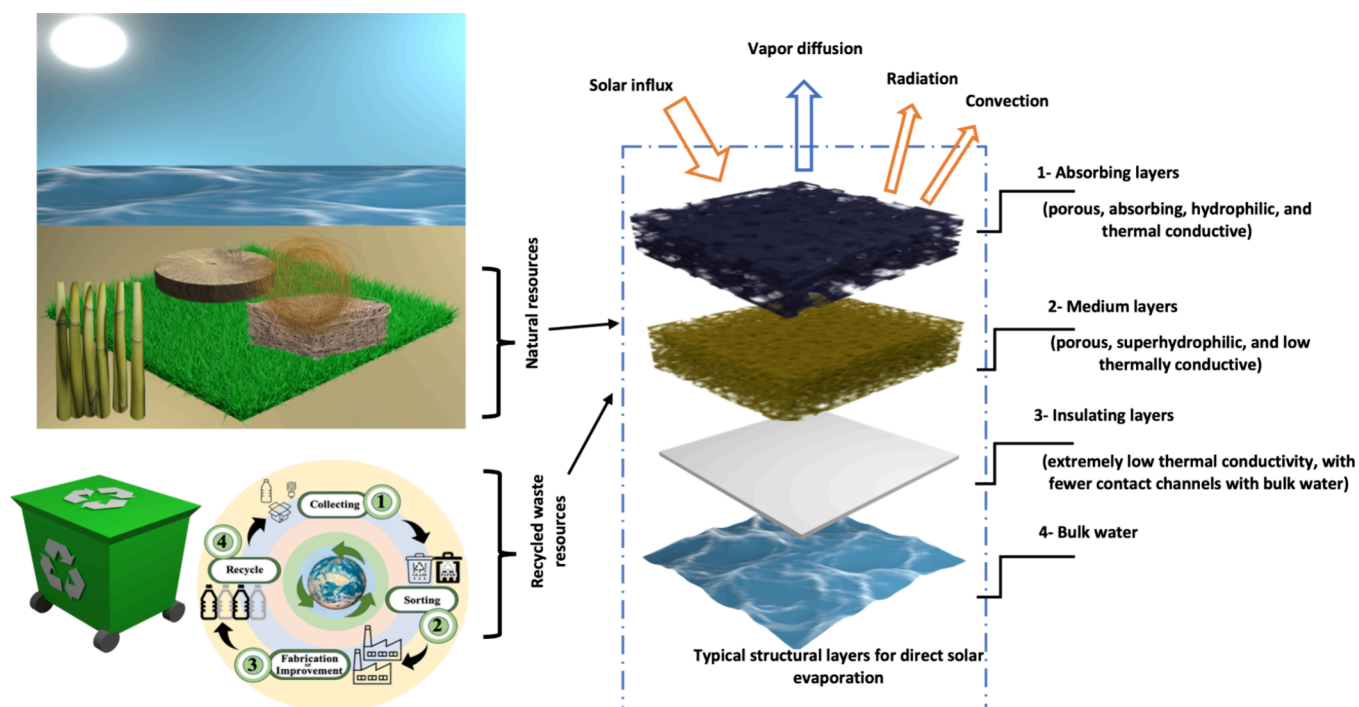 Vapor diffusion
Solar influx
Radiation
Convection
1- Absorbing layers
(porous, absorbing, hydrophilic, and
thermal conductive)
Natural resources
2- Medium layers
(porous, superhydrophilic, and low
thermally conductive)
3- Insulating layers
(extremely low thermal conductivity, with
fewer contact channels with bulk water)
4- Bulk water
Recycled waste
resources
Collecting
1
Sorting
2
Fabrication
or
Improvement
3
Recycle
4
Typical structural layers for direct solar
evaporation